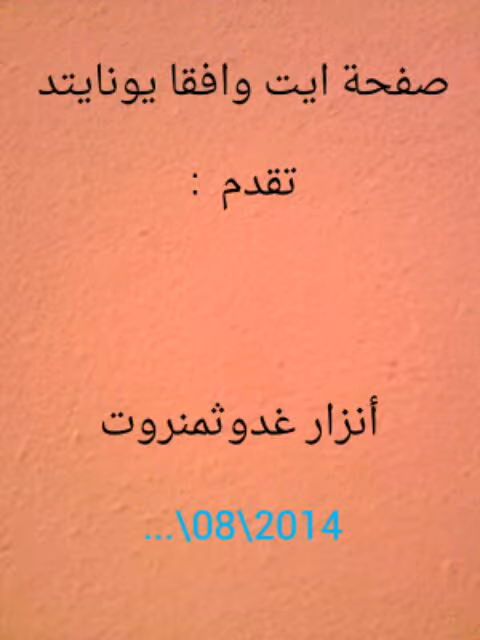 صفحة ايت وافقا يونايتد
تقدم :
أنزار غدوثمنروت
...\08\2014